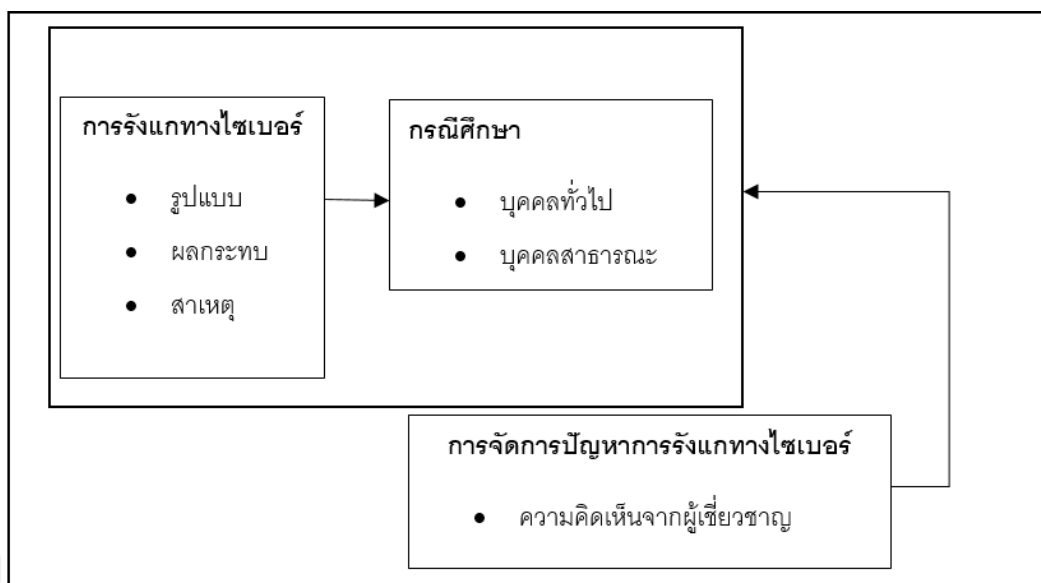 การรังแกทางไซเบอร์
● รูปแบบ
● ผลกระทบ
● สาเหตุ
กรณีศึกษา
● บุคคลทั่วไป
● บุคคลสาธารณะ
การจัดการปัญหาการรังแกทางไซเบอร์
● ความคิดเห็นจากผู้เชี่ยวชาญ